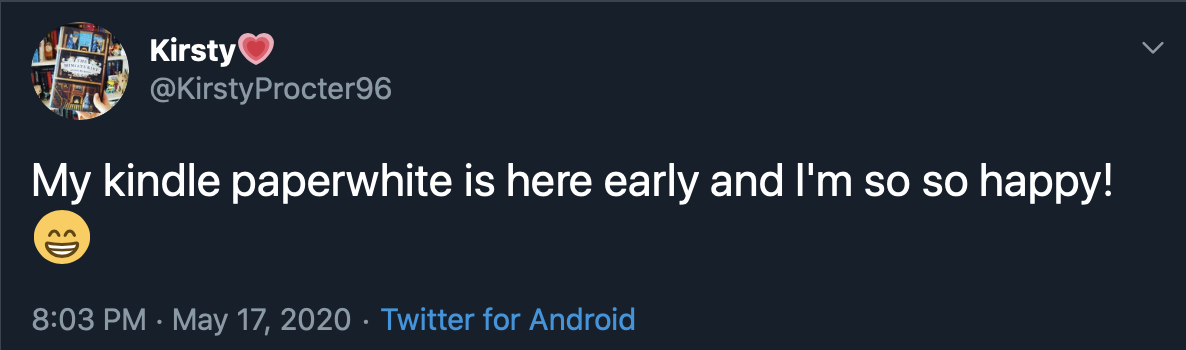 Kirsty💗
@KirstyProcter96
My kindle paperwhite is here early and I'm so so happy!
😁
8:03 PM · May 17, 2020 · Twitter for Android